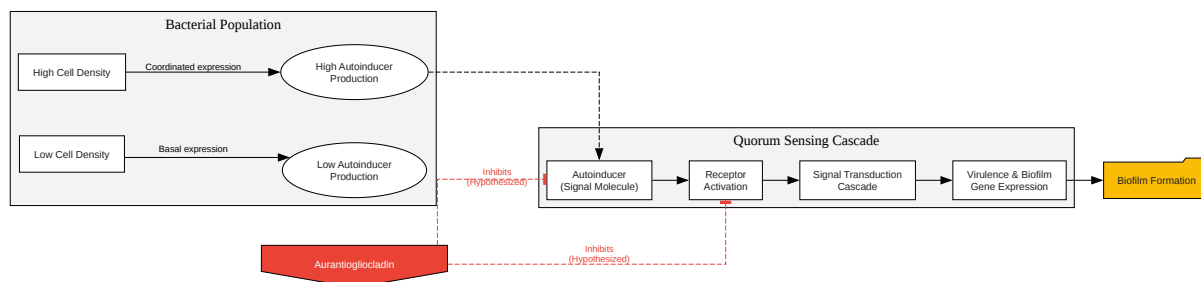 Bacterial Population
High Cell Density
Coordinated expression
High Autoinducer
Production
Low Cell Density
Basal expression
Low Autoinducer
Production
Quorum Sensing Cascade
Inhibits
(Hypothesized)
Autoinducer
(Signal Molecule)
Receptor
Activation
Signal Transduction
Cascade
Virulence & Biofilm
Gene Expression
Biofilm Formation
Aurantiogliocladin
Inhibits
(Hypothesized)